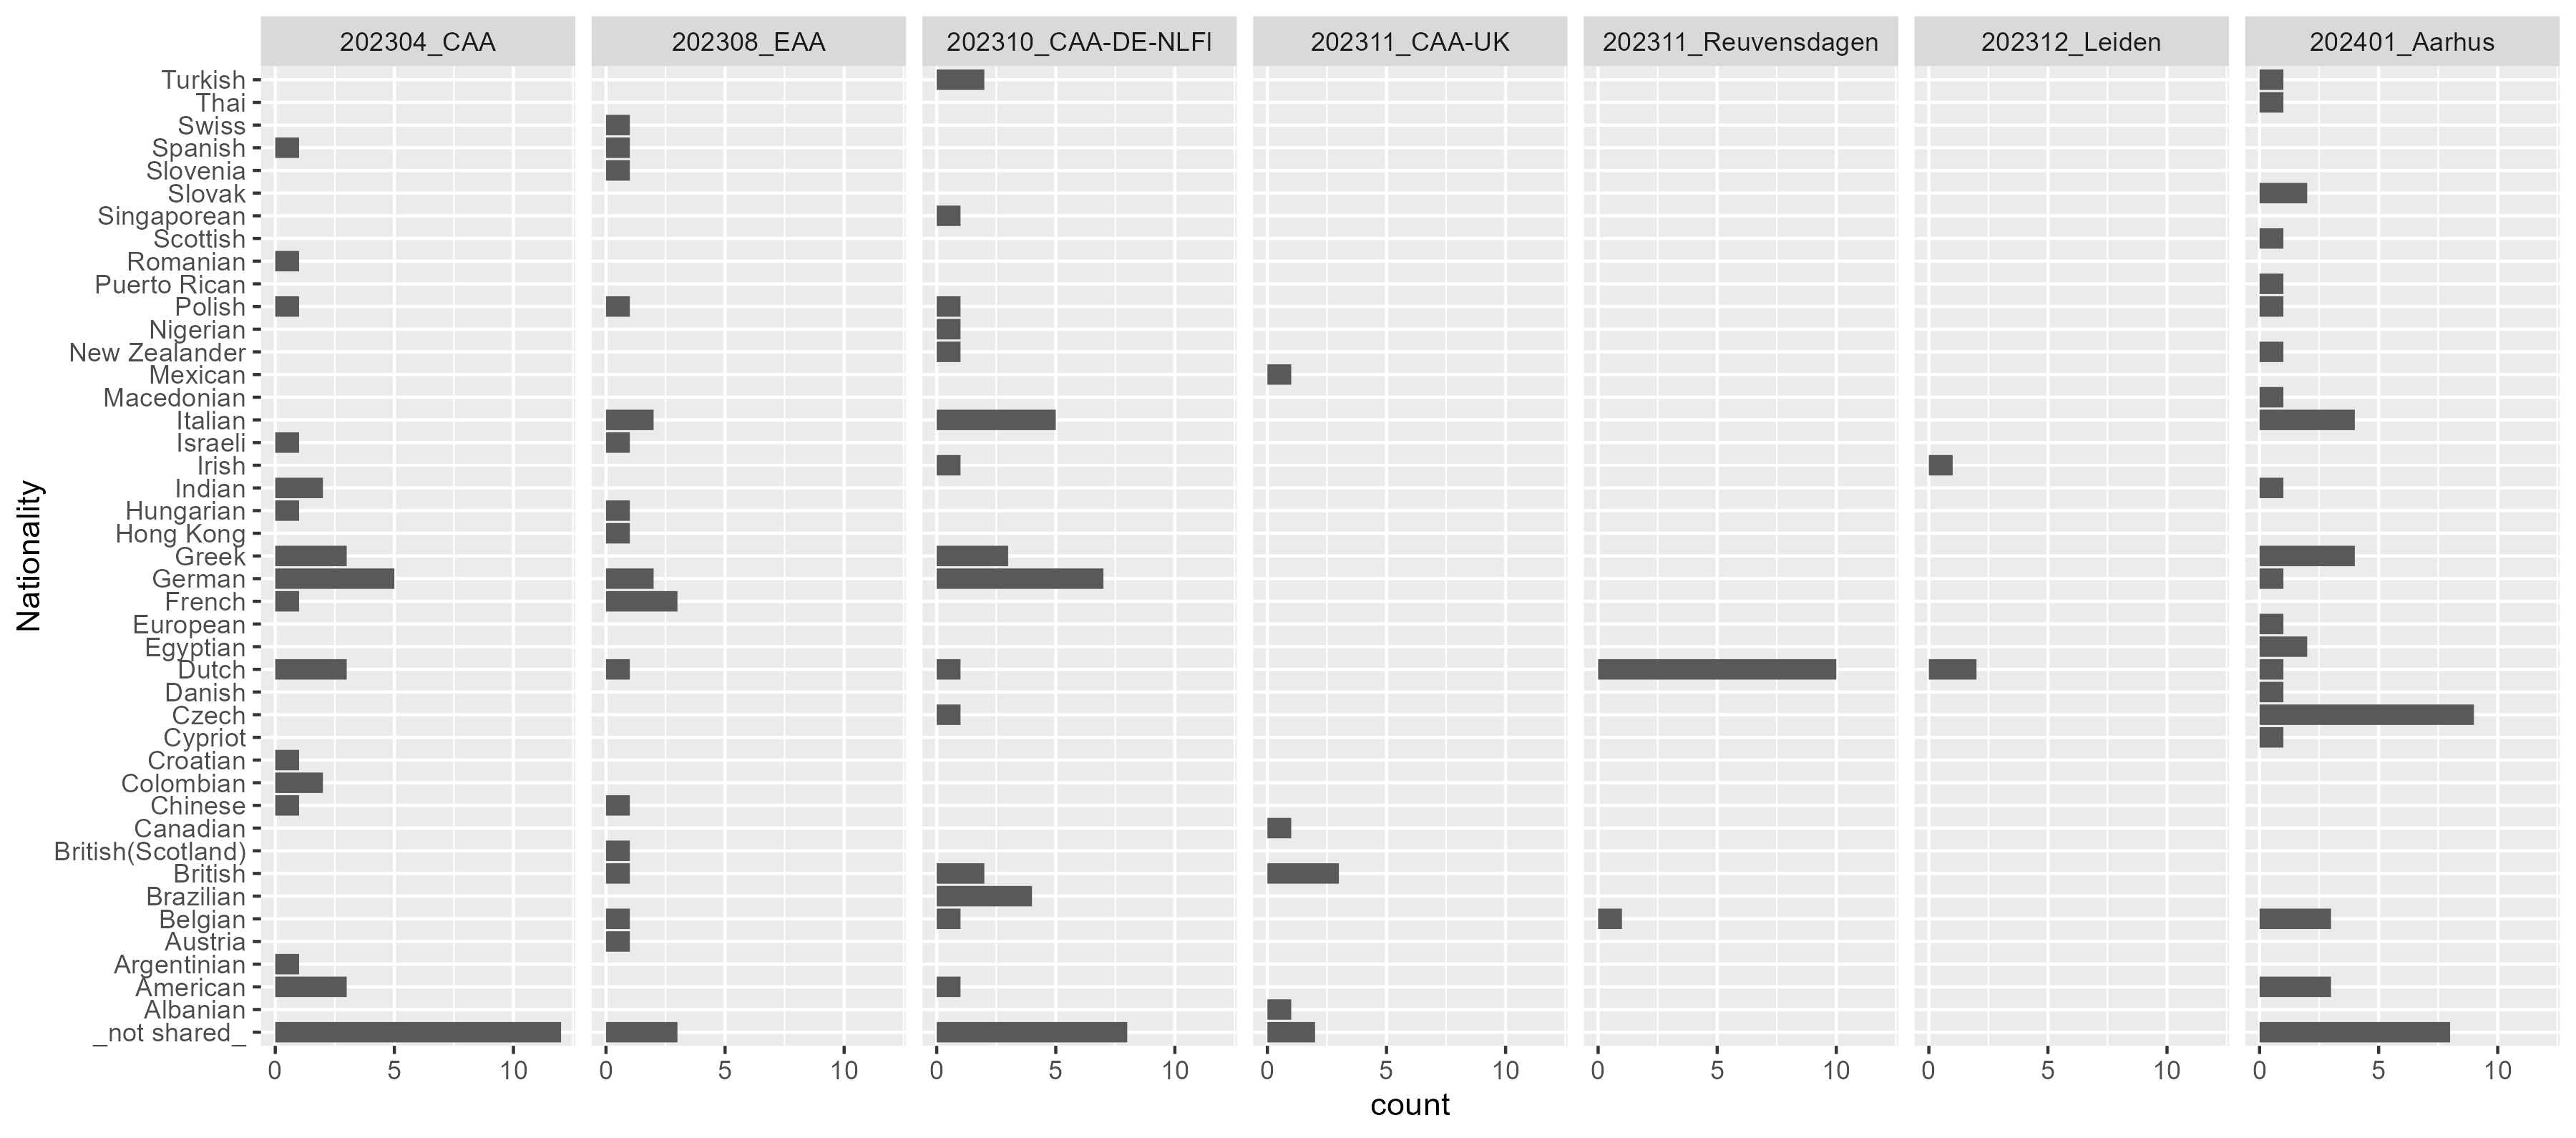 202304_CAA 202308_EAA 202310_CAA-DE-NLFl 202311_CAA-UK 202311_Reuvensdagen 202312_Leiden 202401_Aarhus
Turkish
Thai
Swiss
Spanish
Slovenia
Slovak
Singaporean
Scottish
Romanian
Puerto Rican
Polish
Nigerian
New Zealander
Mexican
Macedonian
Italian
Israeli
Irish
Indian
Hungarian
Hong Kong
Greek
German
French
European
Egyptian
Dutch
Danish
Czech
Cypriot
Croatian
Colombian
Chinese
Canadian
British(Scotland)
British
Brazilian
Belgian
Austria
Argentinian
American
Albanian
_not shared_
Nationality
0 5 10 0 5 10 0 5 10 0 5 10 0 5 10 0 5 10 0 5 10
count